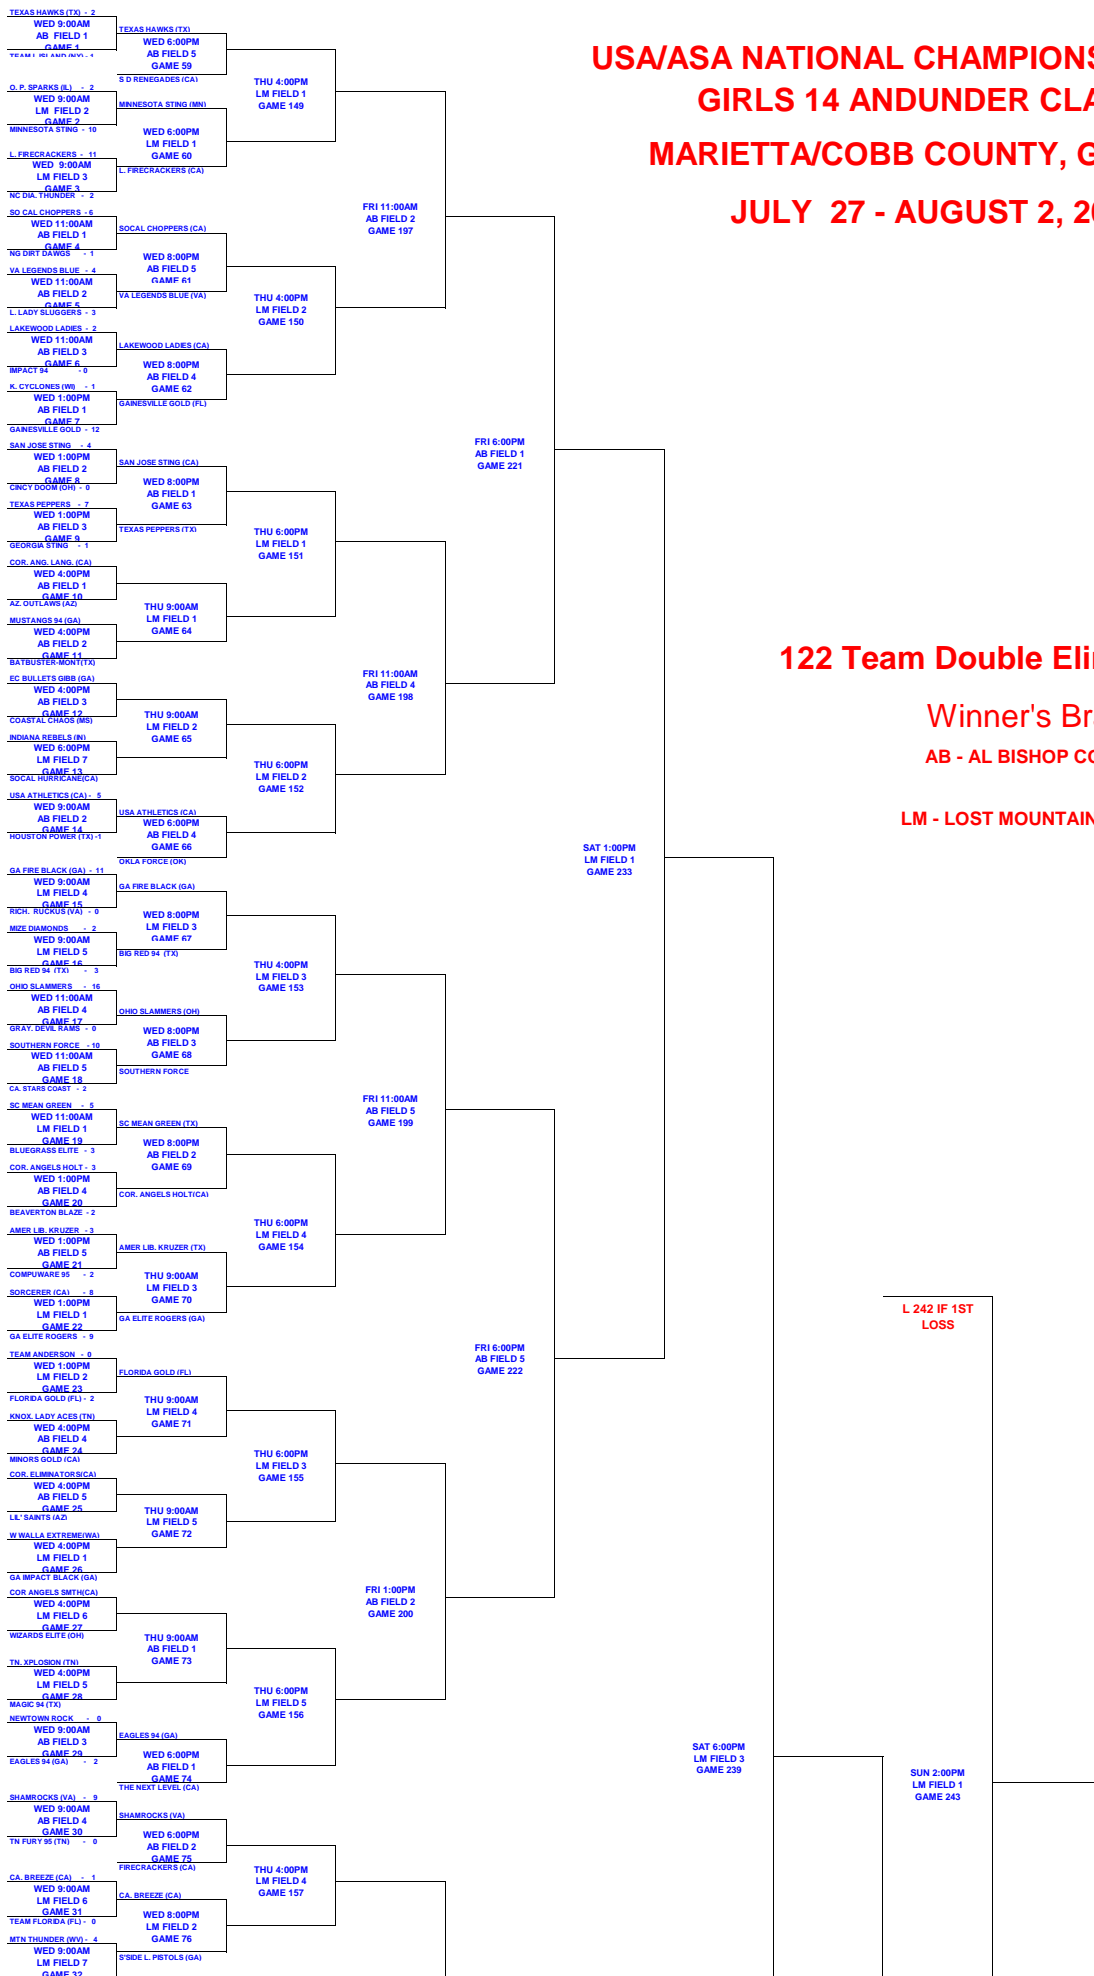 USA/ASA NATIONAL CHAMPIONS
GIRLS 14 ANDUNDER CLA
MARIETTA/COBB COUNTY, G
JULY 27 - AUGUST 2, 20
122 Team Double Eli
Winner's Br
AB - AL BISHOP CO
LM - LOST MOUNTAIN
TEXAS HAWKS (TX) - 2
WED 9:00AM
AB FIELD 1
GAME 1
TEAM L ISLAND (NY)- 1
O. P. SPARKS (IL) - 2
WED 9:00AM
LM FIELD 2
GAME 2
MINNESOTA STING - 10
L. FIRECRACKERS - 11
WED 9:00AM
LM FIELD 3
GAME 3
NC DIA. THUNDER - 2
SO CAL CHOPPERS - 6
WED 11:00AM
AB FIELD 1
GAME 4
NG DIRT DAWGS - 1
VA LEGENDS BLUE - 4
WED 11:00AM
AB FIELD 2
GAME 5
L. LADY SLUGGERS - 3
LAKEWOOD LADIES - 2
WED 11:00AM
AB FIELD 3
GAME 6
IMPACT 94 - 0
K. CYCLONES (WI) - 1
WED 1:00PM
AB FIELD 1
GAME 7
GAINESVILLE GOLD - 12
SAN JOSE STING - 4
WED 1:00PM
AB FIELD 2
GAME 8
CINCY DOOM (OH) - 0
TEXAS PEPPERS - 7
WED 1:00PM
AB FIELD 3
GAME 9
GEORGIA STING - 1
COR. ANG. LANG. (CA)
WED 4:00PM
AB FIELD 1
GAME 10
AZ. OUTLAWS (AZ)
MUSTANGS 94 (GA)
WED 4:00PM
AB FIELD 2
GAME 11
BATBUSTER-MONT(TX)
EC BULLETS GIBB (GA)
WED 4:00PM
AB FIELD 3
GAME 12
COASTAL CHAOS (MS)
INDIANA REBELS (IN)
WED 6:00PM
LM FIELD 7
GAME 13
SOCAL HURRICANE(CA)
USA ATHLETICS (CA) - 5
WED 9:00AM
AB FIELD 2
GAME 14
HOUSTON POWER (TX) -1
GA FIRE BLACK (GA) - 11
WED 9:00AM
LM FIELD 4
GAME 15
RICH. RUCKUS (VA) - 0
MIZE DIAMONDS - 2
WED 9:00AM
LM FIELD 5
GAME 16
BIG RED 94 (TX) - 3
OHIO SLAMMERS - 16
WED 11:00AM
AB FIELD 4
GAME 17
GRAY. DEVIL RAMS - 0
SOUTHERN FORCE - 10
WED 11:00AM
AB FIELD 5
GAME 18
CA. STARS COAST - 2
SC MEAN GREEN - 5
WED 11:00AM
LM FIELD 1
GAME 19
BLUEGRASS ELITE - 3
COR. ANGELS HOLT - 3
WED 1:00PM
AB FIELD 4
GAME 20
BEAVERTON BLAZE - 2
AMER LIB. KRUZER - 3
WED 1:00PM
AB FIELD 5
GAME 21
COMPUWARE 95 - 2
SORCERER (CA) - 8
WED 1:00PM
LM FIELD 1
GAME 22
GA ELITE ROGERS - 9
TEAM ANDERSON - 0
WED 1:00PM
LM FIELD 2
GAME 23
FLORIDA GOLD (FL) - 2
KNOX. LADY ACES (TN)
WED 4:00PM
AB FIELD 4
GAME 24
MINORS GOLD (CA)
COR. ELIMINATORS(CA)
WED 4:00PM
AB FIELD 5
GAME 25
LIL' SAINTS (AZ)
W WALLA EXTREME(WA)
WED 4:00PM
LM FIELD 1
GAME 26
GA IMPACT BLACK (GA)
COR ANGELS SMTH(CA)
WED 4:00PM
LM FIELD 6
GAME 27
WIZARDS ELITE (OH)
TN. XPLOSION (TN)
WED 4:00PM
LM FIELD 5
GAME 28
MAGIC 94 (TX)
NEWTOWN ROCK - 0
WED 9:00AM
AB FIELD 3
GAME 29
EAGLES 94 (GA) - 2
SHAMROCKS (VA) - 9
WED 9:00AM
AB FIELD 4
GAME 30
TN FURY 95 (TN) - 0
CA. BREEZE (CA) - 1
WED 9:00AM
LM FIELD 6
GAME 31
TEAM FLORIDA (FL) - 0
MTN THUNDER (WV) - 4
WED 9:00AM
LM FIELD 7
GAME 32
TEXAS HAWKS (TX)
WED 6:00PM
AB FIELD 5
GAME 59
S D RENEGADES (CA)
MINNESOTA STING (MN)
WED 6:00PM
LM FIELD 1
GAME 60
L. FIRECRACKERS (CA)
SOCAL CHOPPERS (CA)
WED 8:00PM
AB FIELD 5
GAME 61
VA LEGENDS BLUE (VA)
LAKEWOOD LADIES (CA)
WED 8:00PM
AB FIELD 4
GAME 62
GAINESVILLE GOLD (FL)
SAN JOSE STING (CA)
WED 8:00PM
AB FIELD 1
GAME 63
TEXAS PEPPERS (TX)
THU 9:00AM
LM FIELD 1
GAME 64
THU 9:00AM
LM FIELD 2
GAME 65
USA ATHLETICS (CA)
WED 6:00PM
AB FIELD 4
GAME 66
OKLA FORCE (OK)
GA FIRE BLACK (GA)
WED 8:00PM
LM FIELD 3
GAME 67
BIG RED 94 (TX)
OHIO SLAMMERS (OH)
WED 8:00PM
AB FIELD 3
GAME 68
SOUTHERN FORCE
SC MEAN GREEN (TX)
WED 8:00PM
AB FIELD 2
GAME 69
COR. ANGELS HOLT(CA)
AMER LIB. KRUZER (TX)
THU 9:00AM
LM FIELD 3
GAME 70
GA ELITE ROGERS (GA)
FLORIDA GOLD (FL)
THU 9:00AM
LM FIELD 4
GAME 71
THU 9:00AM
LM FIELD 5
GAME 72
THU 9:00AM
AB FIELD 1
GAME 73
EAGLES 94 (GA)
WED 6:00PM
AB FIELD 1
GAME 74
THE NEXT LEVEL (CA)
SHAMROCKS (VA)
WED 6:00PM
AB FIELD 2
GAME 75
FIRECRACKERS (CA)
CA. BREEZE (CA)
WED 8:00PM
LM FIELD 2
GAME 76
S'SIDE L. PISTOLS (GA)
THU 4:00PM
LM FIELD 1
GAME 149
THU 4:00PM
LM FIELD 2
GAME 150
THU 6:00PM
LM FIELD 1
GAME 151
THU 6:00PM
LM FIELD 2
GAME 152
THU 4:00PM
LM FIELD 3
GAME 153
THU 6:00PM
LM FIELD 4
GAME 154
THU 6:00PM
LM FIELD 3
GAME 155
THU 6:00PM
LM FIELD 5
GAME 156
THU 4:00PM
LM FIELD 4
GAME 157
FRI 11:00AM
AB FIELD 2
GAME 197
FRI 11:00AM
AB FIELD 4
GAME 198
FRI 11:00AM
AB FIELD 5
GAME 199
FRI 1:00PM
AB FIELD 2
GAME 200
FRI 6:00PM
AB FIELD 1
GAME 221
FRI 6:00PM
AB FIELD 5
GAME 222
SAT 1:00PM
LM FIELD 1
GAME 233
SAT 6:00PM
LM FIELD 3
GAME 239
L 242 IF 1ST
LOSS
SUN 2:00PM
LM FIELD 1
GAME 243